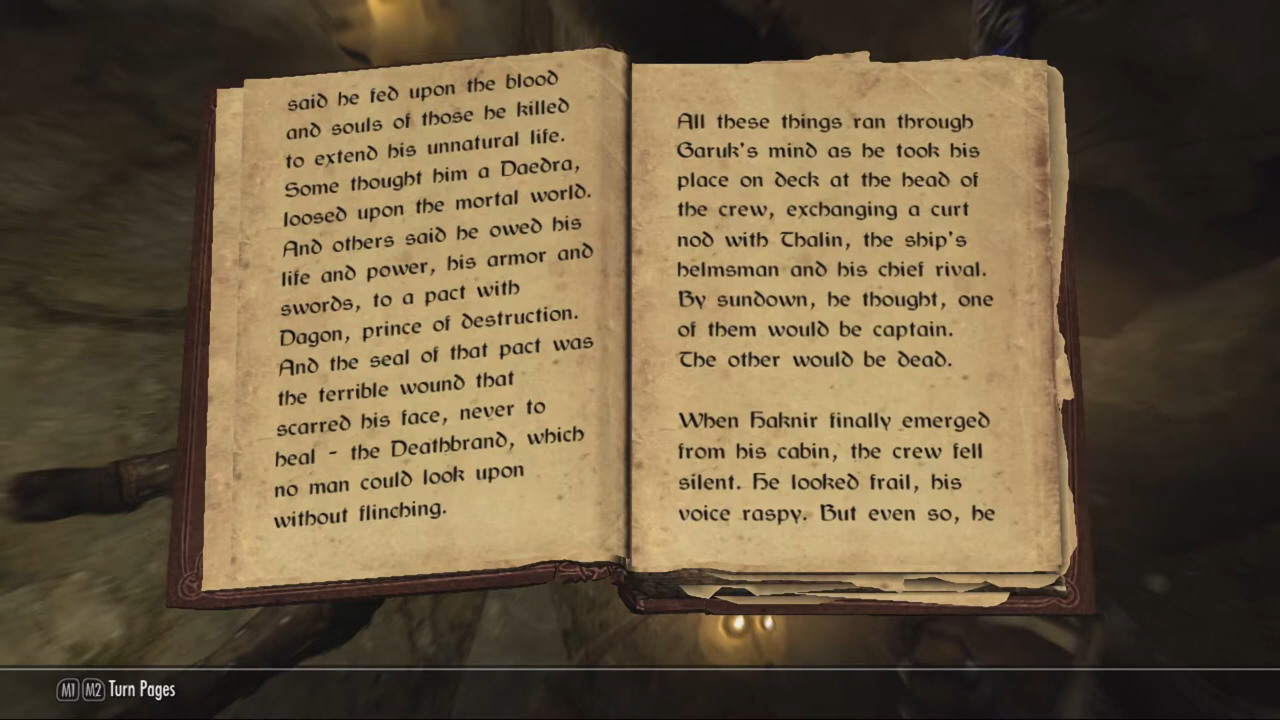 said he fed upon the blood
and souls of those he killed
to extend his unnatural life.
Some thought him a Daedra,
loosed upon the mortal world.
And others said he owed his
life and power, his armor and
swords, to a pact with
Dagon, prince of destruction.
And the seal of that pact was
the terrible wound that
scarred his face, never to
heal - the Deathbrand, which
no man could look upon
without flinching.
All these things ran through
Garuk's mind as he took his
place on deck at the head of
the crew, exchanging a curt
nod with Thalin, the ship's
helmsman and his chief rival.
By sundown, he thought, one
of them would be captain.
The other would be dead.
When Haknir finally emerged
from his cabin, the crew fell
silent. He looked frail, his
voice raspy. But even so, he
M1 M2 Turn Pages